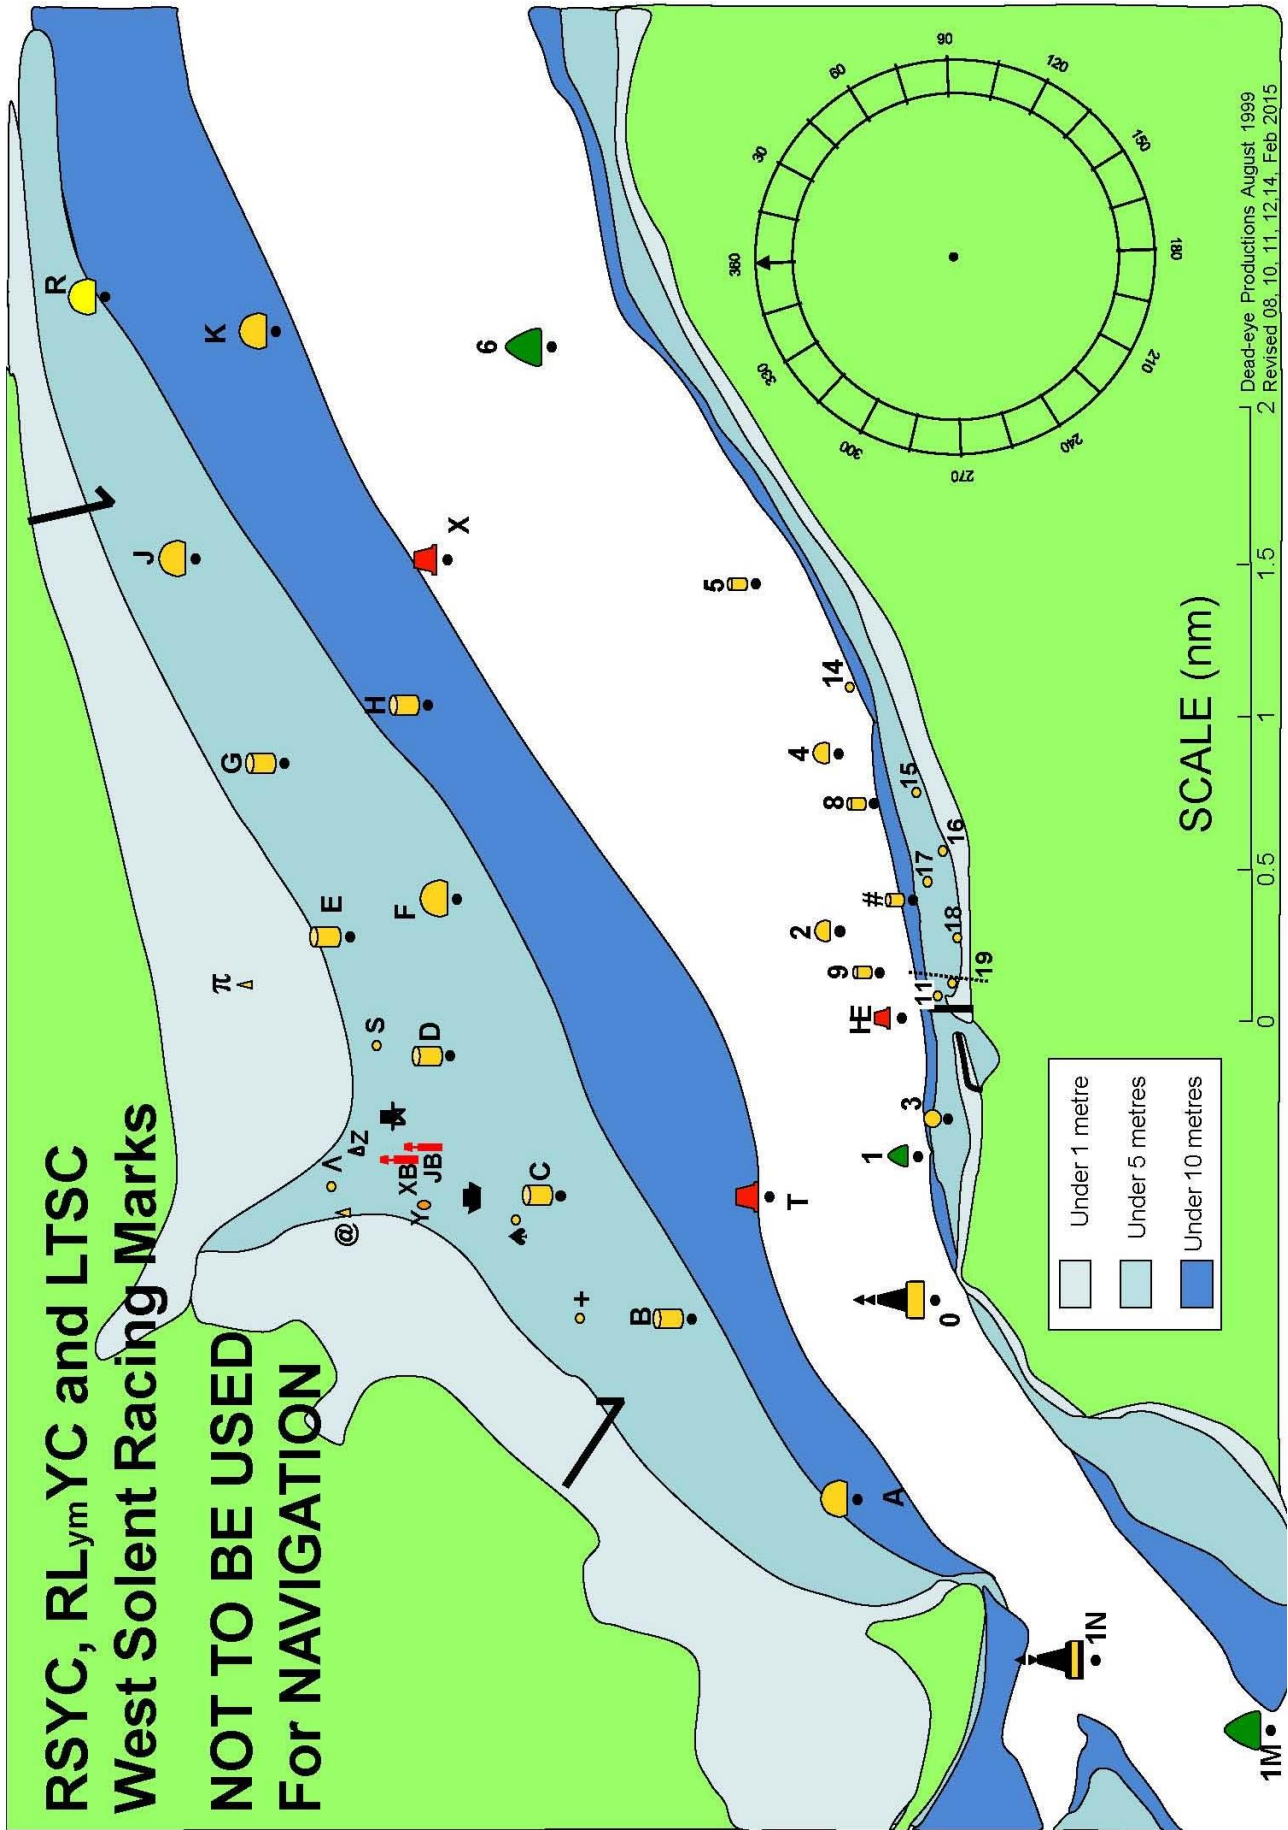 RSYC, RLymYC and LTSC
West Solent Racing Marks
NOT TO BE USED
For NAVIGATION
R
K
6
J
X
5
G
H
14
4
15
8
E
F
16
17
#
2
18
π
9
19
11
S
D
HE
M
3
Λ
Z
1
@
XB
JB
Y
C
T
♠
+
B
0
A
1N
1M
360
30
60
90
120
150
180
210
240
270
300
330
Under 1 metre
Under 5 metres
Under 10 metres
SCALE (nm)
0 0.5 1 1.5 2
Dead-eye Productions August 1999
Revised 08, 10, 11, 12,14, Feb 2015